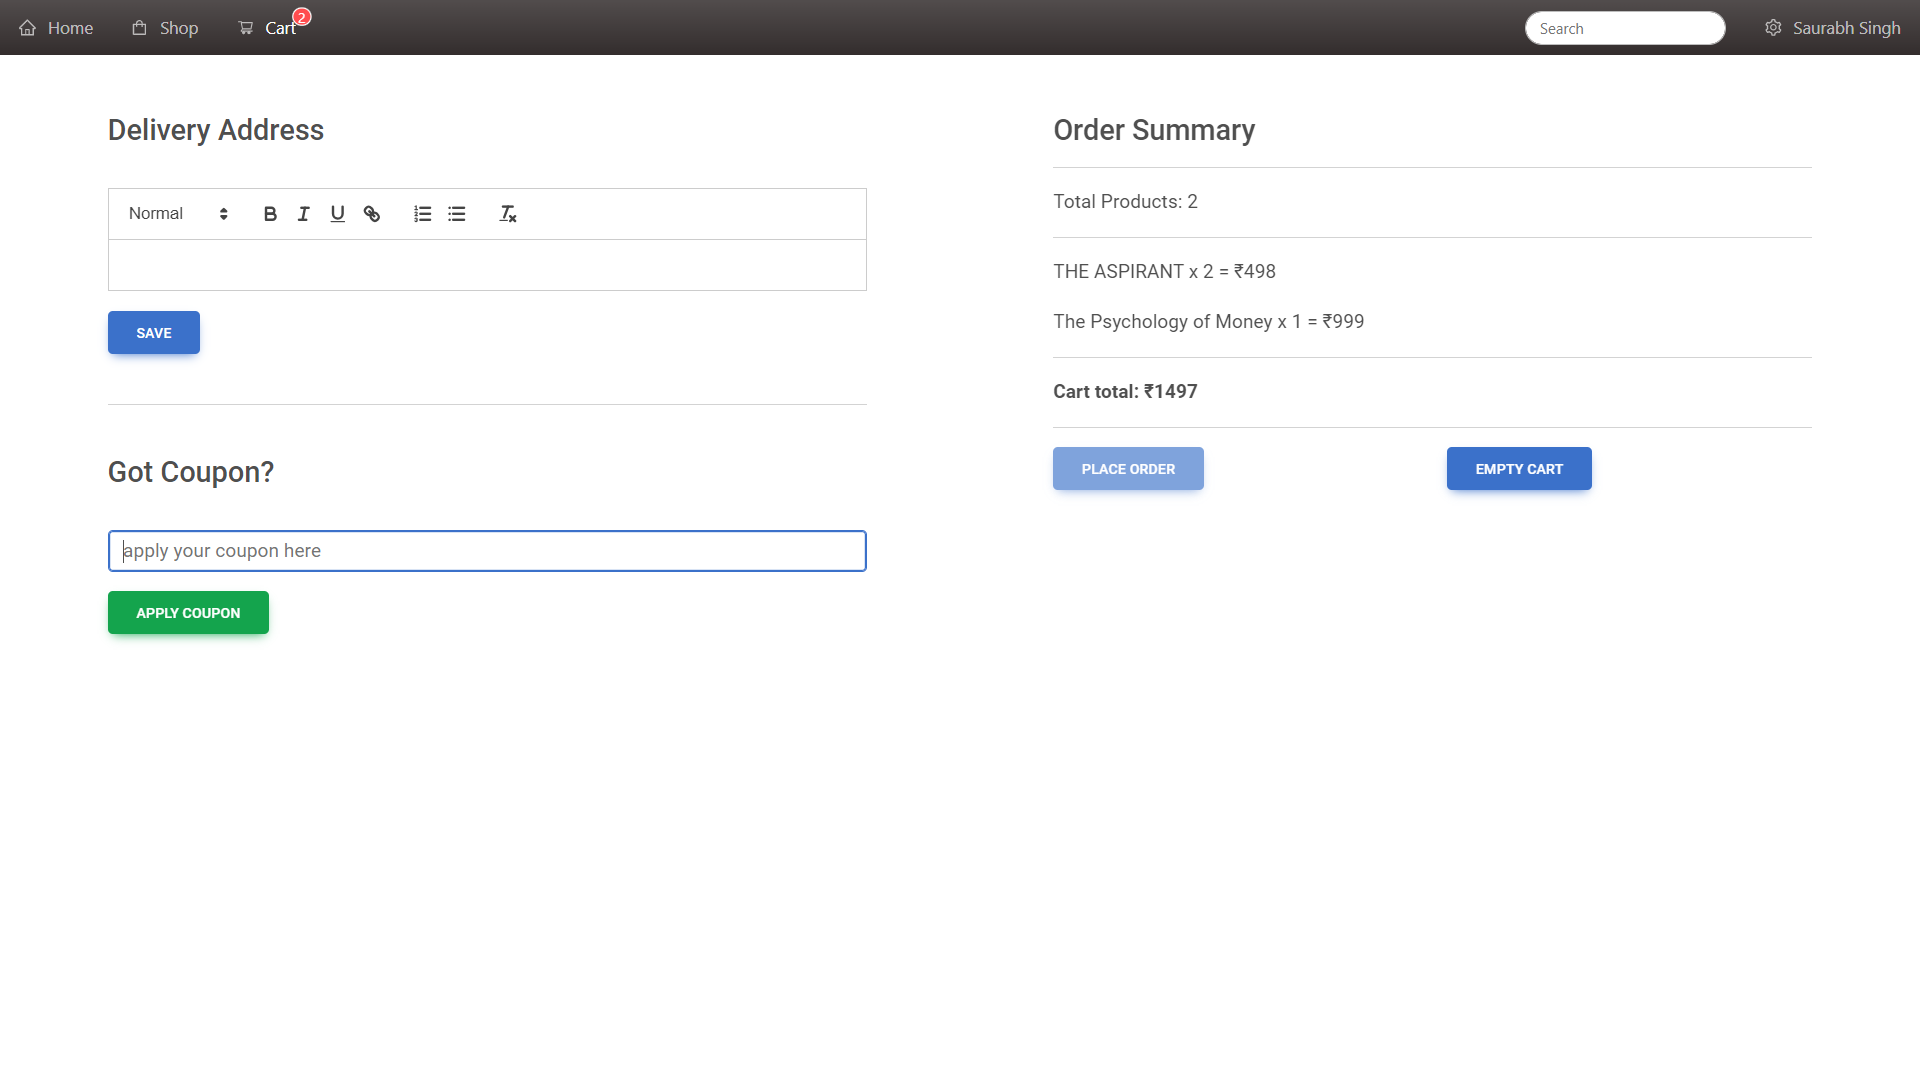 Home
Shop
Cart
2
Search
Saurabh Singh
Delivery Address
Normal
SAVE
Got Coupon?
apply your coupon here
APPLY COUPON
Order Summary
Total Products: 2
THE ASPIRANT x 2 = ₹498
The Psychology of Money x 1 = ₹999
Cart total: ₹1497
PLACE ORDER
EMPTY CART